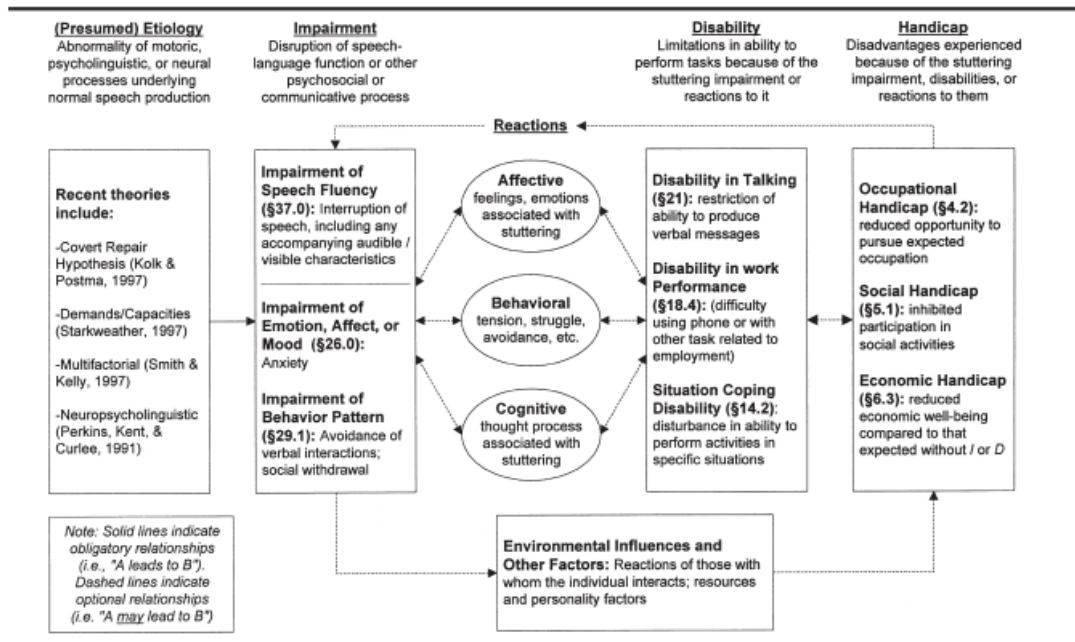 (Presumed) Etiology
Abnormality of motoric,
psycholinguistic, or neural
processes underlying
normal speech production
Impairment
Disruption of speech-
language function or other
psychosocial or
communicative process
Disability
Limitations in ability to
perform tasks because of the
stuttering impairment or
reactions to it
Handicap
Disadvantages experienced
because of the stuttering
impairment, disabilities, or
reactions to them
Reactions
Recent theories
include:
-Covert Repair
Hypothesis (Kolk &
Postma, 1997)
-Demands/Capacities
(Starkweather, 1997)
-Multifactorial (Smith &
Kelly, 1997)
-Neuropsycholinguistic
(Perkins, Kent, &
Curlee, 1991)
Impairment of
Speech Fluency
(§37.0): Interruption of
speech, including any
accompanying audible /
visible characteristics
Impairment of
Emotion, Affect, or
Mood (§26.0):
Anxiety
Impairment of
Behavior Pattern
(§29.1): Avoidance of
verbal interactions;
social withdrawal
Affective
feelings, emotions
associated with
stuttering
Behavioral
tension, struggle,
avoidance, etc.
Cognitive
thought process
associated with
stuttering
Disability in Talking
(§21): restriction of
ability to produce
verbal messages
Disability in work
Performance
(§18.4): (difficulty
using phone or with
other task related to
employment)
Situation Coping
Disability (§14.2):
disturbance in ability to
perform activities in
specific situations
Occupational
Handicap (§4.2):
reduced opportunity to
pursue expected
occupation
Social Handicap
(§5.1): inhibited
participation in
social activities
Economic Handicap
(§6.3): reduced
economic well-being
compared to that
expected without I or D
Note: Solid lines indicate
obligatory relationships
(i.e., "A leads to B").
Dashed lines indicate
optional relationships
(i.e. "A may lead to B")
Environmental Influences and
Other Factors: Reactions of those with
whom the individual interacts; resources
and personality factors